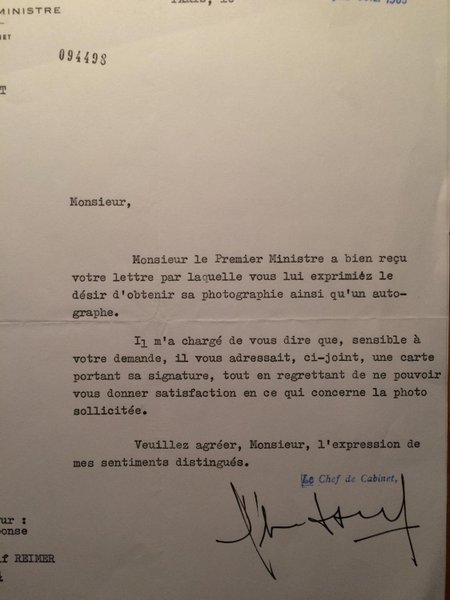 MINISTRE
094498
Monsieur,
Monsieur le Premier Ministre a bien reçu
votre lettre par laquelle vous lui exprimiéz le
désir d'obtenir sa photographie ainsi qu'un auto-
graphe.
Il m'a chargé de vous dire que, sensible à
votre demande, il vous adressait, ci-joint, une carte
portant sa signature, tout en regrettant de ne pouvoir
vous donner satisfaction en ce qui concerne la photo
sollicitée.
Veuillez agréer, Monsieur, l'expression de
mes sentiments distingués.
Le Chef de Cabinet,
REIMER